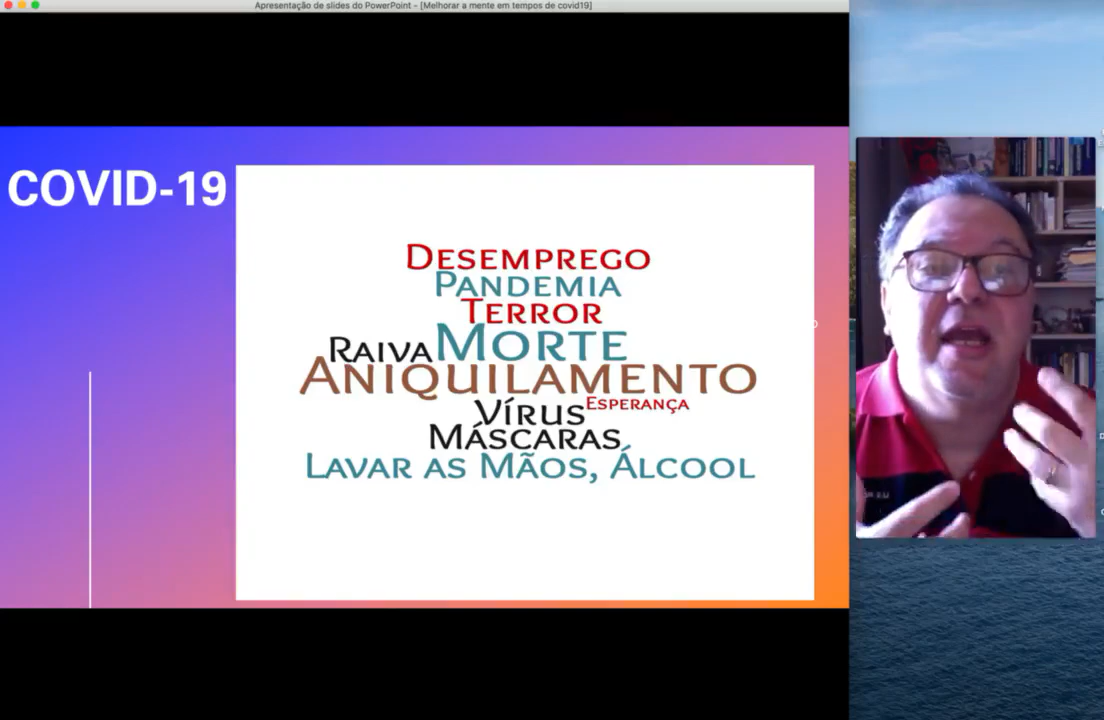 Apresentação de slides do PowerPoint - [Melhorar a mente em tempos de covid19]
COVID-19
DESEMPREGO
PANDEMIA
TERROR
RAIVA MORTE
ANIQUILAMENTO
VÍRUS ESPERANÇA
MÁSCARAS
LAVAR AS MÃOS, ÁLCOOL